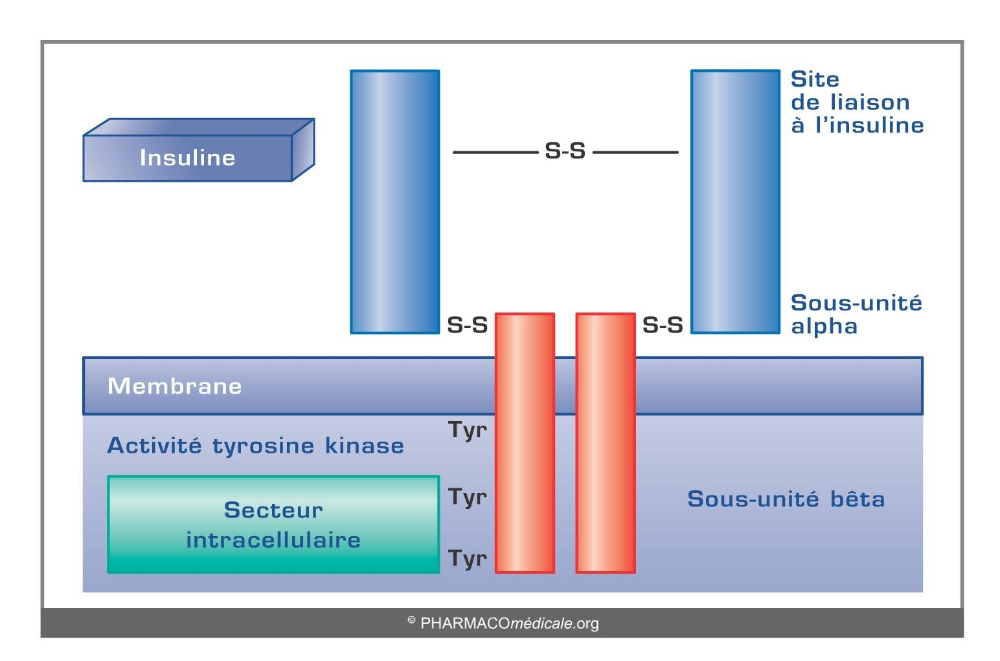 Site
de liaison
à l'insuline
Insuline
S-S
Sous-unité
alpha
S-S
S-S
Membrane
Tyr
Activité tyrosine kinase
Tyr
Sous-unité bêta
Secteur
intracellulaire
Tyr
© PHARMACOmédicale.org